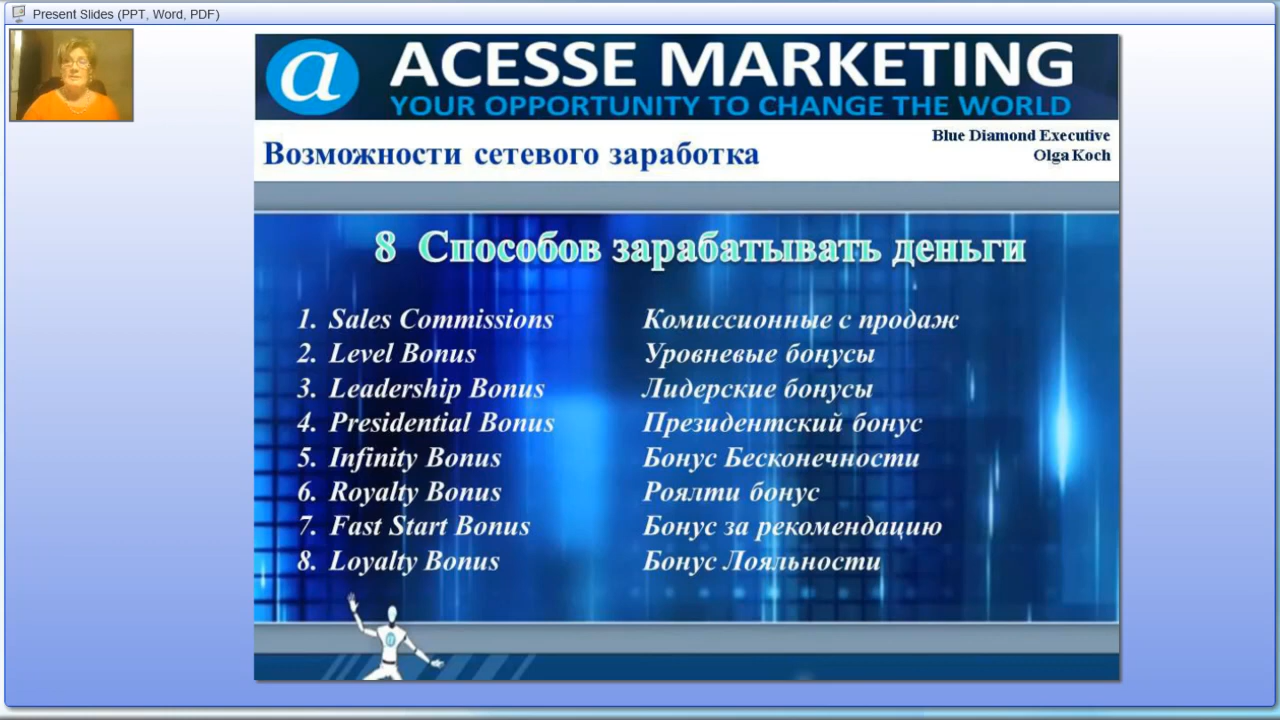 Present Slides (PPT, Word, PDF)
a ACESSE MARKETING
YOUR OPPORTUNITY TO CHANGE THE WORLD
Blue Diamond Executive
Olga Koch
Возможности сетевого заработка
8 Способов зарабатывать деньги
1. Sales Commissions Комиссионные с продаж
2. Level Bonus Уровневые бонусы
3. Leadership Bonus Лидерские бонусы
4. Presidential Bonus Президентский бонус
5. Infinity Bonus Бонус Бесконечности
6. Royalty Bonus Роялти бонус
7. Fast Start Bonus Бонус за рекомендацию
8. Loyalty Bonus Бонус Лояльности
a